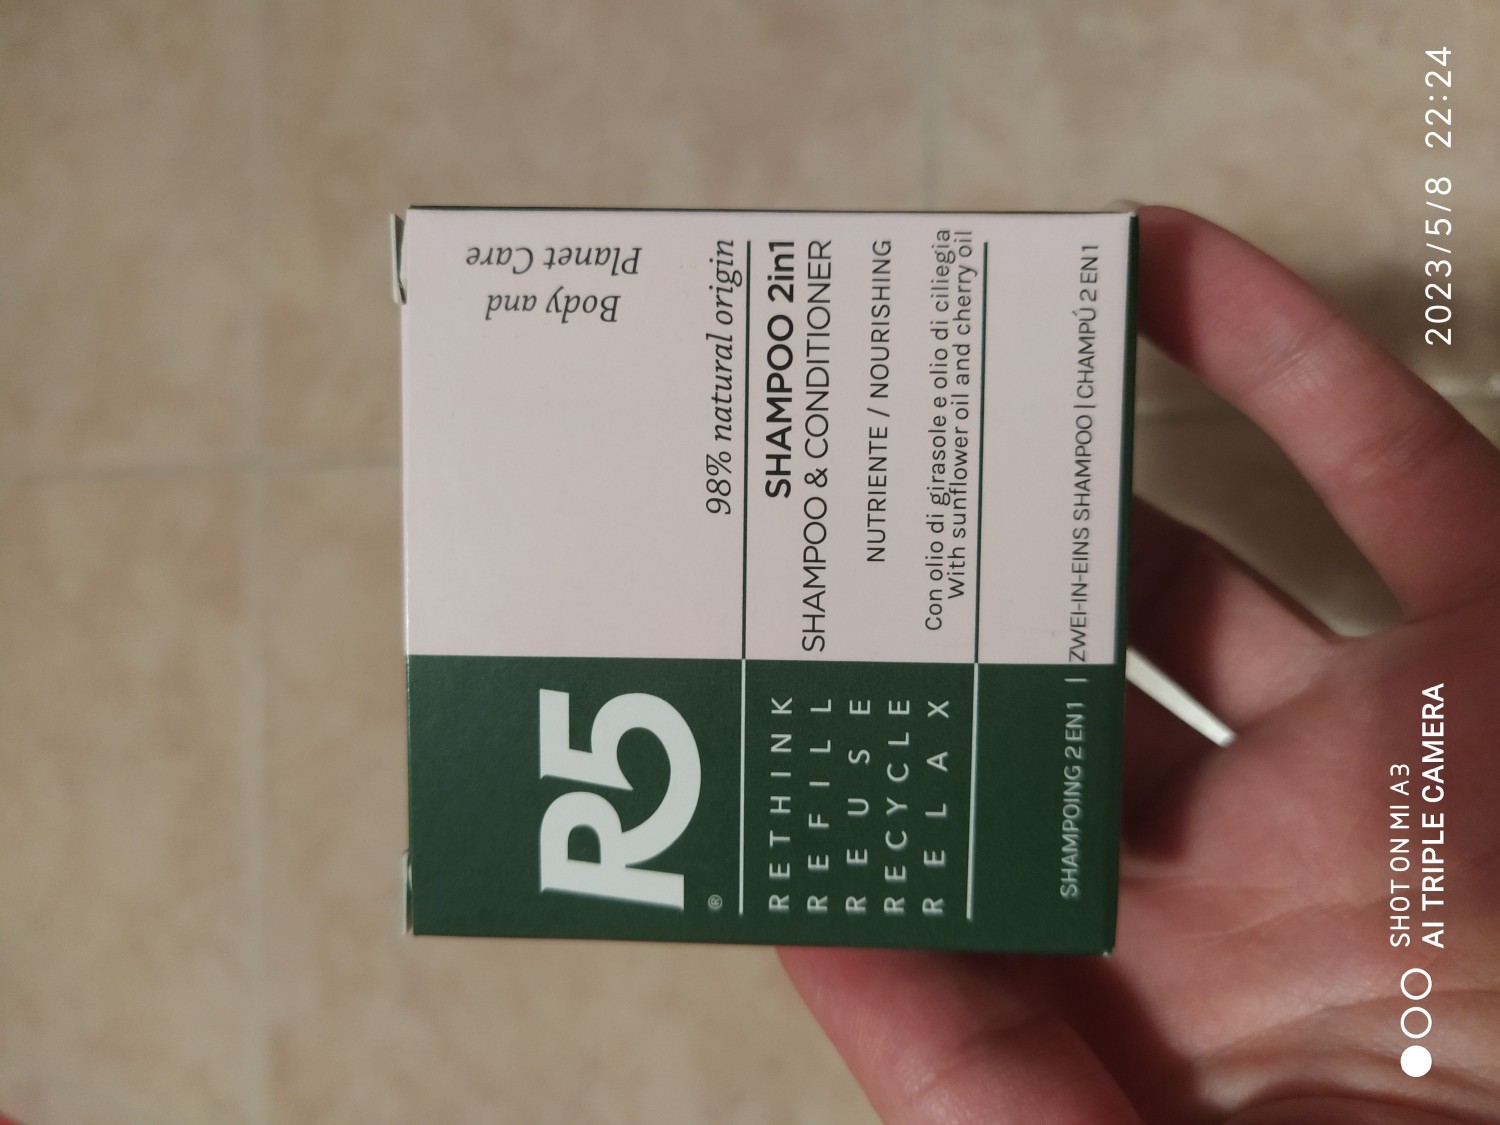 R5
®
RETHINK
REFILL
REUSE
RECYCLE
RELAX
Body and
Planet Care
98% natural origin
SHAMPOO 2in1
SHAMPOO & CONDITIONER
NUTRIENTE / NOURISHING
Con olio di girasole e olio di ciliegia
With sunflower oil and cherry oil
SHAMPOING 2 EN 1 | ZWEI-IN-EINS SHAMPOO | CHAMPÚ 2 EN 1
SHOT ON MI A3
AI TRIPLE CAMERA
2023/5/8 22:24